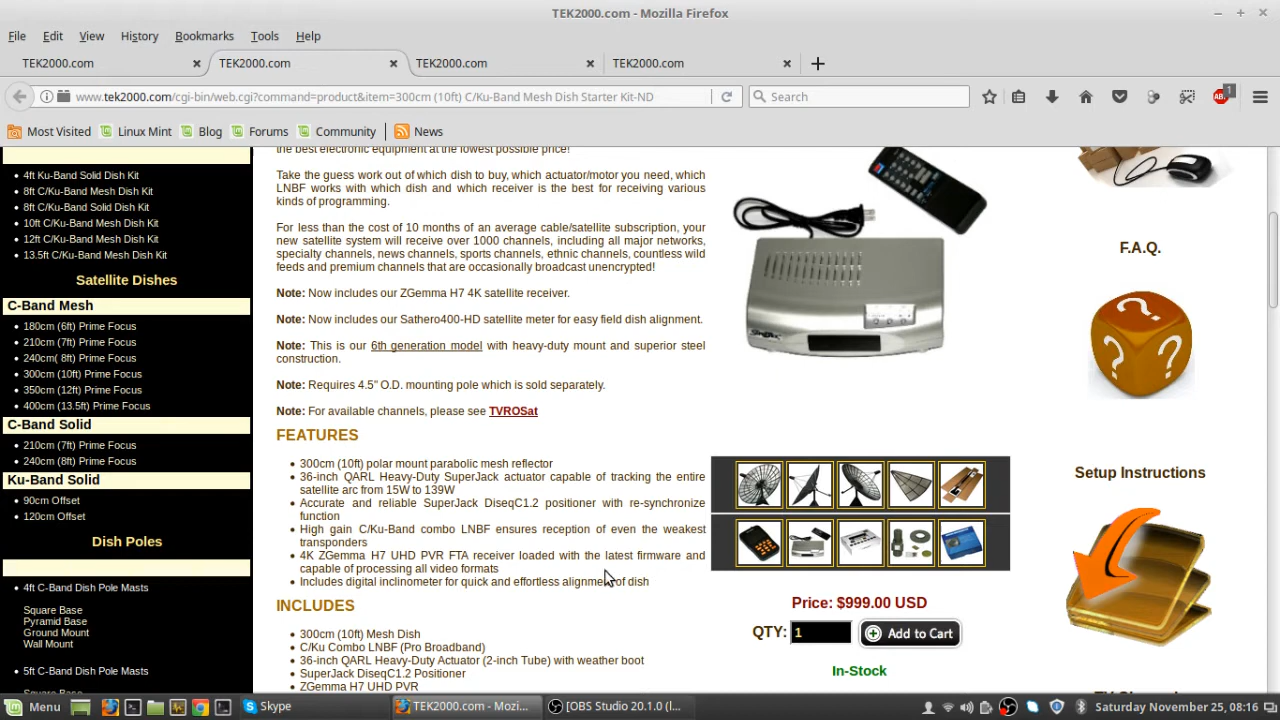 TEK2000.com - Mozilla Firefox
File Edit View History Bookmarks Tools Help
TEK2000.com TEK2000.com TEK2000.com TEK2000.com
www.tek2000.com/cgi-bin/web.cgi?command=product&item=300cm (10ft) C/Ku-Band Mesh Dish Starter Kit-ND Search ABP 1
Most Visited Linux Mint Blog Forums Community News
4ft Ku-Band Solid Dish Kit
8ft C/Ku-Band Mesh Dish Kit
8ft C/Ku-Band Solid Dish Kit
10ft C/Ku-Band Mesh Dish Kit
12ft C/Ku-Band Mesh Dish Kit
13.5ft C/Ku-Band Mesh Dish Kit
Satellite Dishes
C-Band Mesh
180cm (6ft) Prime Focus
210cm (7ft) Prime Focus
240cm( 8ft) Prime Focus
300cm (10ft) Prime Focus
350cm (12ft) Prime Focus
400cm (13.5ft) Prime Focus
C-Band Solid
210cm (7ft) Prime Focus
240cm (8ft) Prime Focus
Ku-Band Solid
90cm Offset
120cm Offset
Dish Poles
4ft C-Band Dish Pole Masts
Square Base
Pyramid Base
Ground Mount
Wall Mount
5ft C-Band Dish Pole Masts
Square Base
the best electronic equipment at the lowest possible price!
Take the guess work out of which dish to buy, which actuator/motor you need, which
LNBF works with which dish and which receiver is the best for receiving various
kinds of programming.
For less than the cost of 10 months of an average cable/satellite subscription, your
new satellite system will receive over 1000 channels, including all major networks,
specialty channels, news channels, sports channels, ethnic channels, countless wild
feeds and premium channels that are occasionally broadcast unencrypted!
Note: Now includes our ZGemma H7 4K satellite receiver.
Note: Now includes our Sathero400-HD satellite meter for easy field dish alignment.
Note: This is our 6th generation model with heavy-duty mount and superior steel
construction.
Note: Requires 4.5" O.D. mounting pole which is sold separately.
Note: For available channels, please see TVROSat
FEATURES
300cm (10ft) polar mount parabolic mesh reflector
36-inch QARL Heavy-Duty SuperJack actuator capable of tracking the entire
satellite arc from 15W to 139W
Accurate and reliable SuperJack DiseqC1.2 positioner with re-synchronize
function
High gain C/Ku-Band combo LNBF ensures reception of even the weakest
transponders
4K ZGemma H7 UHD PVR FTA receiver loaded with the latest firmware and
capable of processing all video formats
Includes digital inclinometer for quick and effortless alignment of dish
INCLUDES
300cm (10ft) Mesh Dish
C/Ku Combo LNBF (Pro Broadband)
36-inch QARL Heavy-Duty Actuator (2-inch Tube) with weather boot
SuperJack DiseqC1.2 Positioner
ZGemma H7 UHD PVR
Price: $999.00 USD
QTY: 1 Add to Cart
In-Stock
F.A.Q.
Setup Instructions
Menu Skype TEK2000.com - Mozi... [OBS Studio 20.1.0 (l... Saturday November 25, 08:16